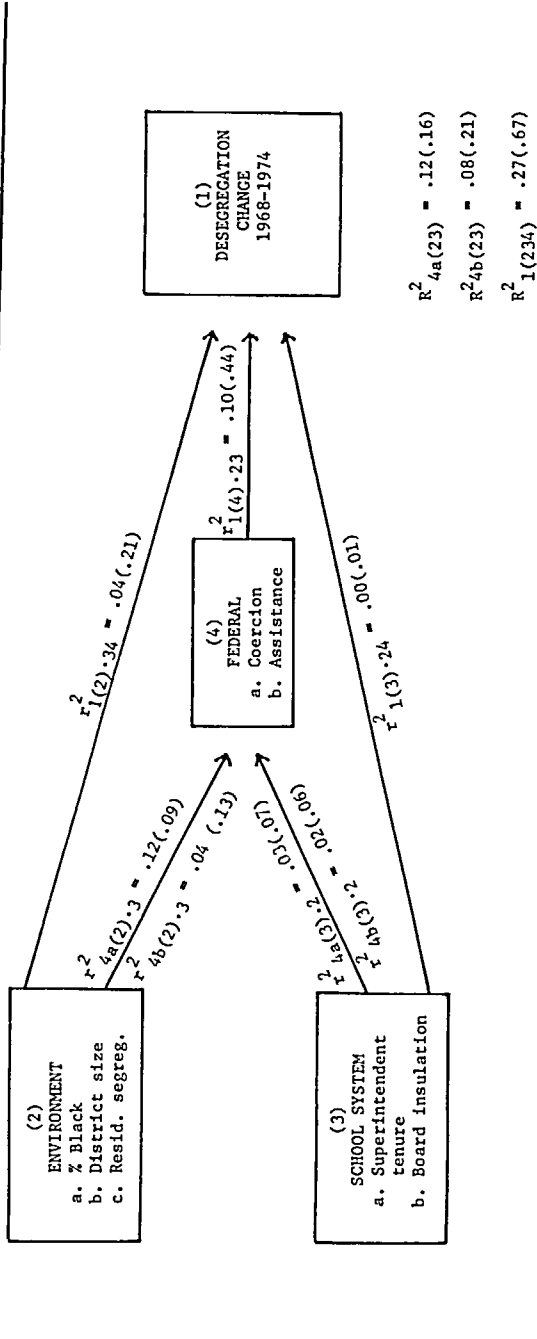 (2)
ENVIRONMENT
a. % Black
b. District size
c. Resid. segreg.
(3)
SCHOOL SYSTEM
a. Superintendent
tenure
b. Board insulation
r²1(2)·34 = .04(.21)
r²4a(2)·3 = .12(.09)
r²4b(2)·3 = .04 (.13)
r²4a(3)·2 = .03(.07)
r²4b(3)·2 = .02(.06)
r²1(3)·24 = .00(.01)
(4)
FEDERAL
a. Coercion
b. Assistance
r²1(4)·23 = .10(.44)
(1)
DESEGREGATION
CHANGE
1968-1974
R²4a(23) = .12(.16)
R²4b(23) = .08(.21)
R²1(234) = .27(.67)